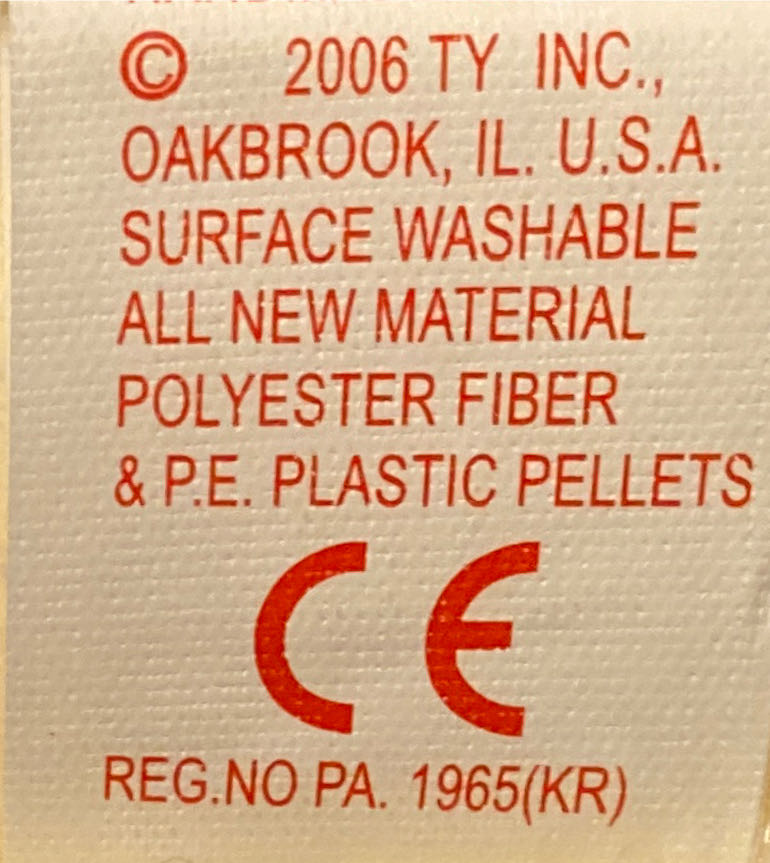 © 2006 TY INC.,
OAKBROOK, IL. U.S.A.
SURFACE WASHABLE
ALL NEW MATERIAL
POLYESTER FIBER
& P.E. PLASTIC PELLETS
CE
REG.NO PA. 1965(KR)